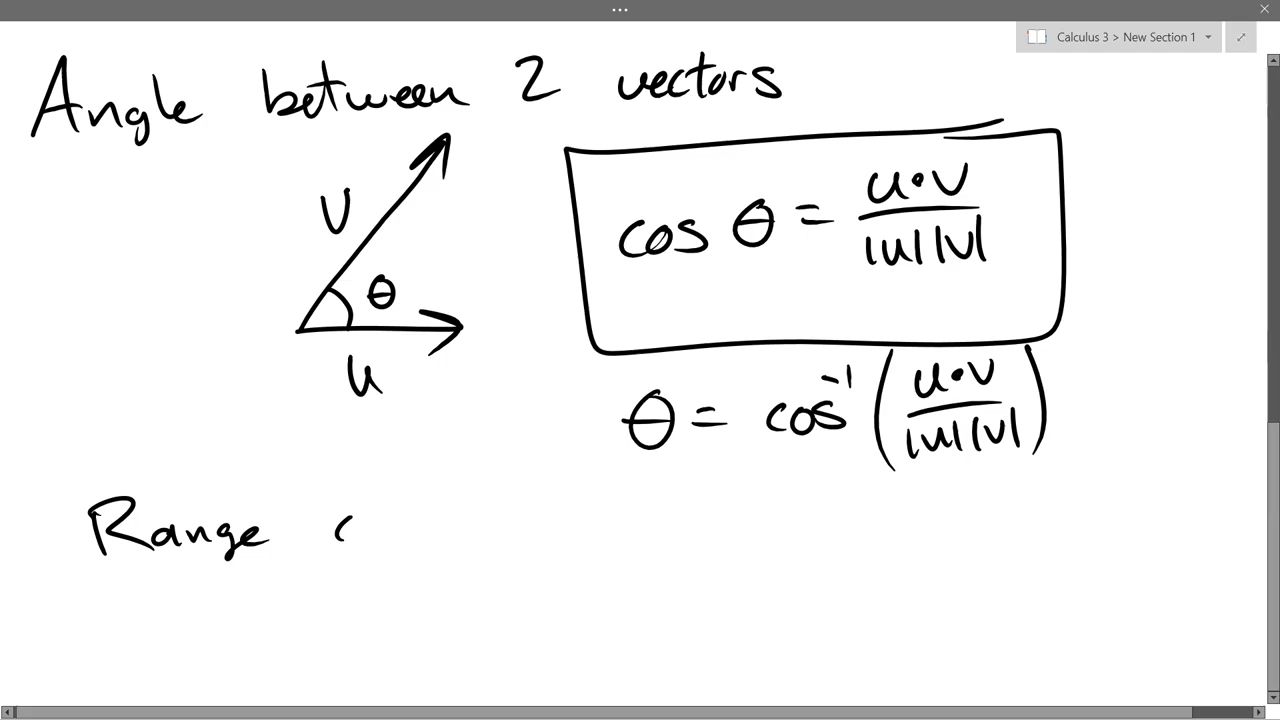 Calculus 3 > New Section 1
Angle between 2 vectors
V
θ
u
cos θ = u•v / |u| |v|
θ = cos⁻¹ (u•v / |u| |v|)
Range